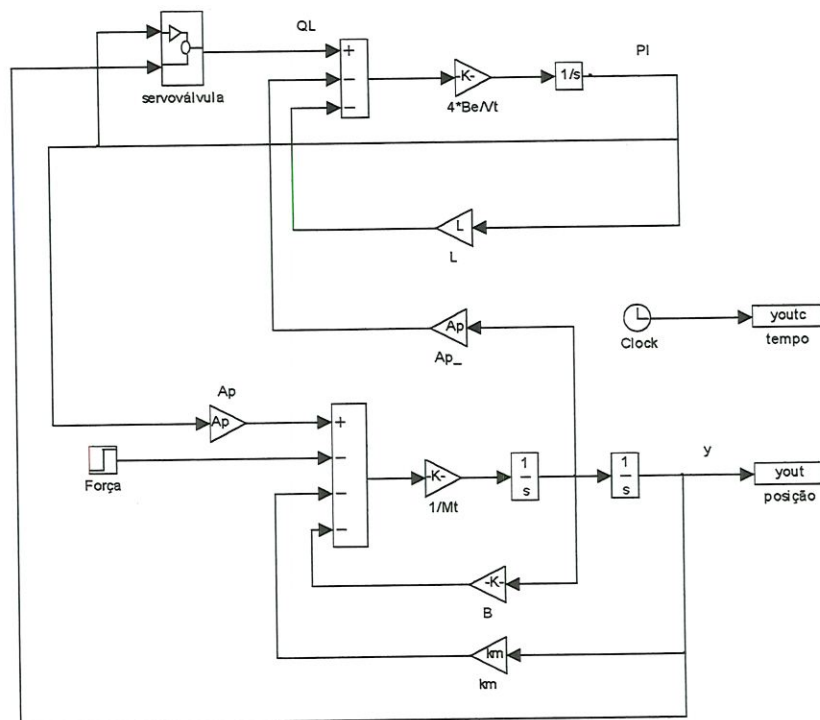 QL
+
−
−
-K-
4*Be/Vt
1/s
Pl
servoválvula
L
L
Ap
Ap_
Clock
youtc
tempo
Ap
Ap
+
−
−
−
Força
-K-
1/Mt
1
s
1
s
y
yout
posição
-K-
B
km
km